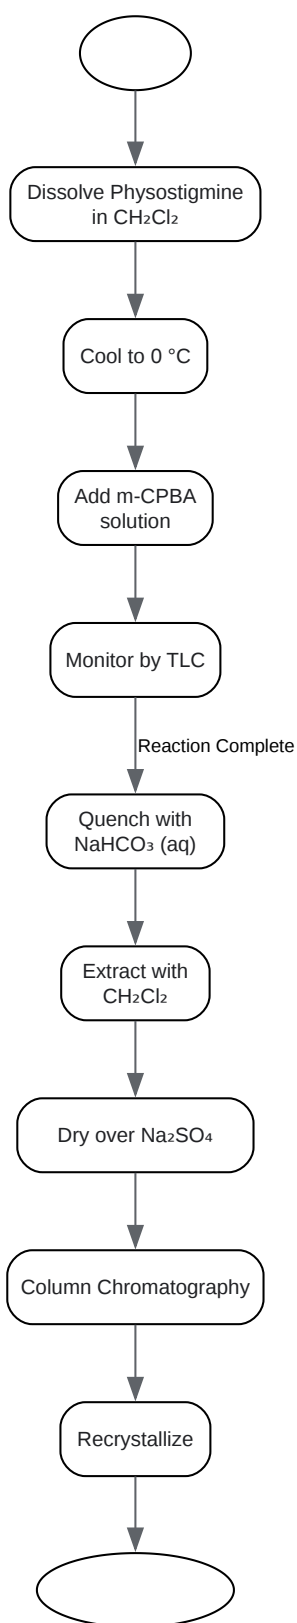 Dissolve Physostigmine
in CH₂Cl₂
Cool to 0 °C
Add m-CPBA
solution
Monitor by TLC
Reaction Complete
Quench with
NaHCO₃ (aq)
Extract with
CH₂Cl₂
Dry over Na₂SO₄
Column Chromatography
Recrystallize